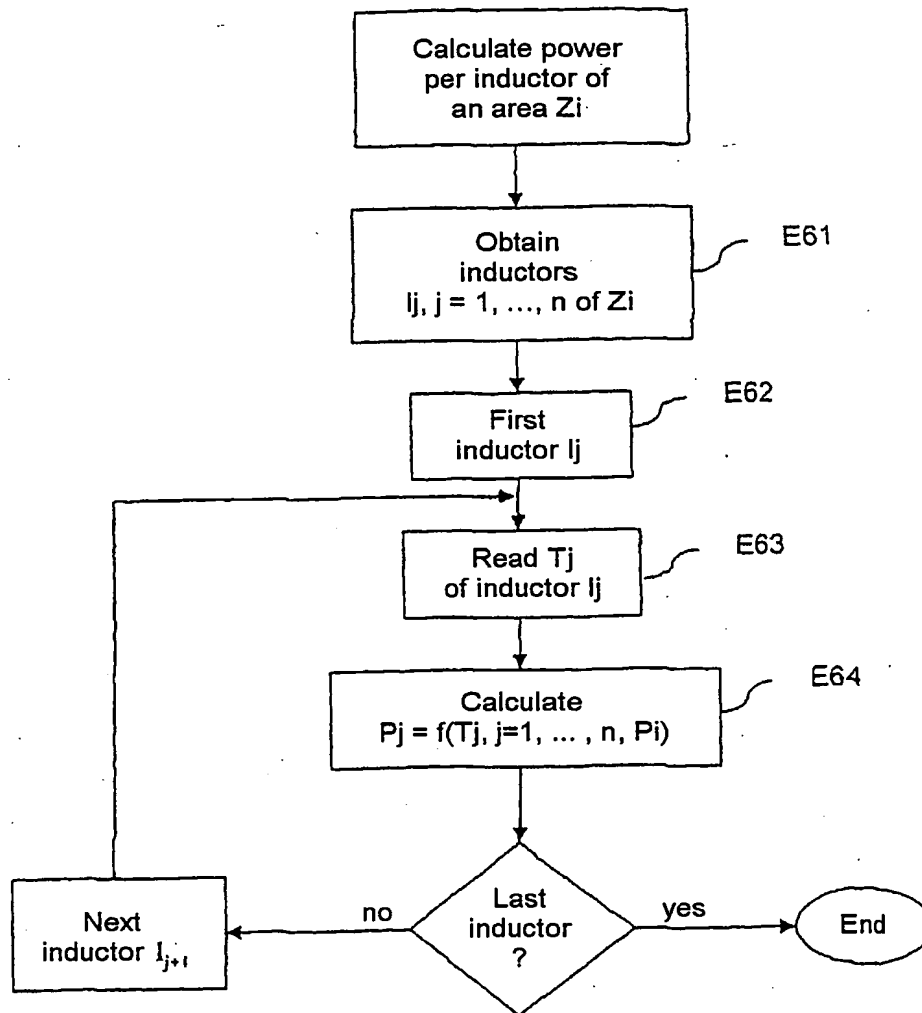 Calculate power
per inductor of
an area Zi
Obtain
inductors
Ij, j = 1, ..., n of Zi
E61
First
inductor Ij
E62
Read Tj
of inductor Ij
E63
Calculate
Pj = f(Tj, j=1, ... , n, Pi)
E64
Last
inductor
?
no
yes
Next
inductor Ij+1
End